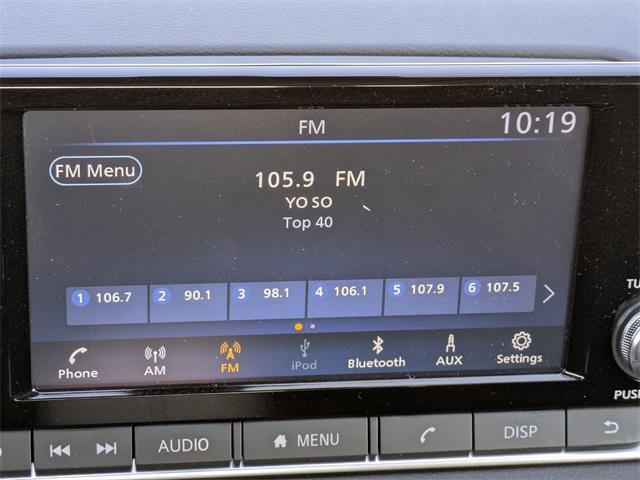 FM 10:19
FM Menu
105.9 FM
YO SO
Top 40
1 106.7 2 90.1 3 98.1 4 106.1 5 107.9 6 107.5
Phone AM FM iPod Bluetooth AUX Settings
AUDIO MENU DISP